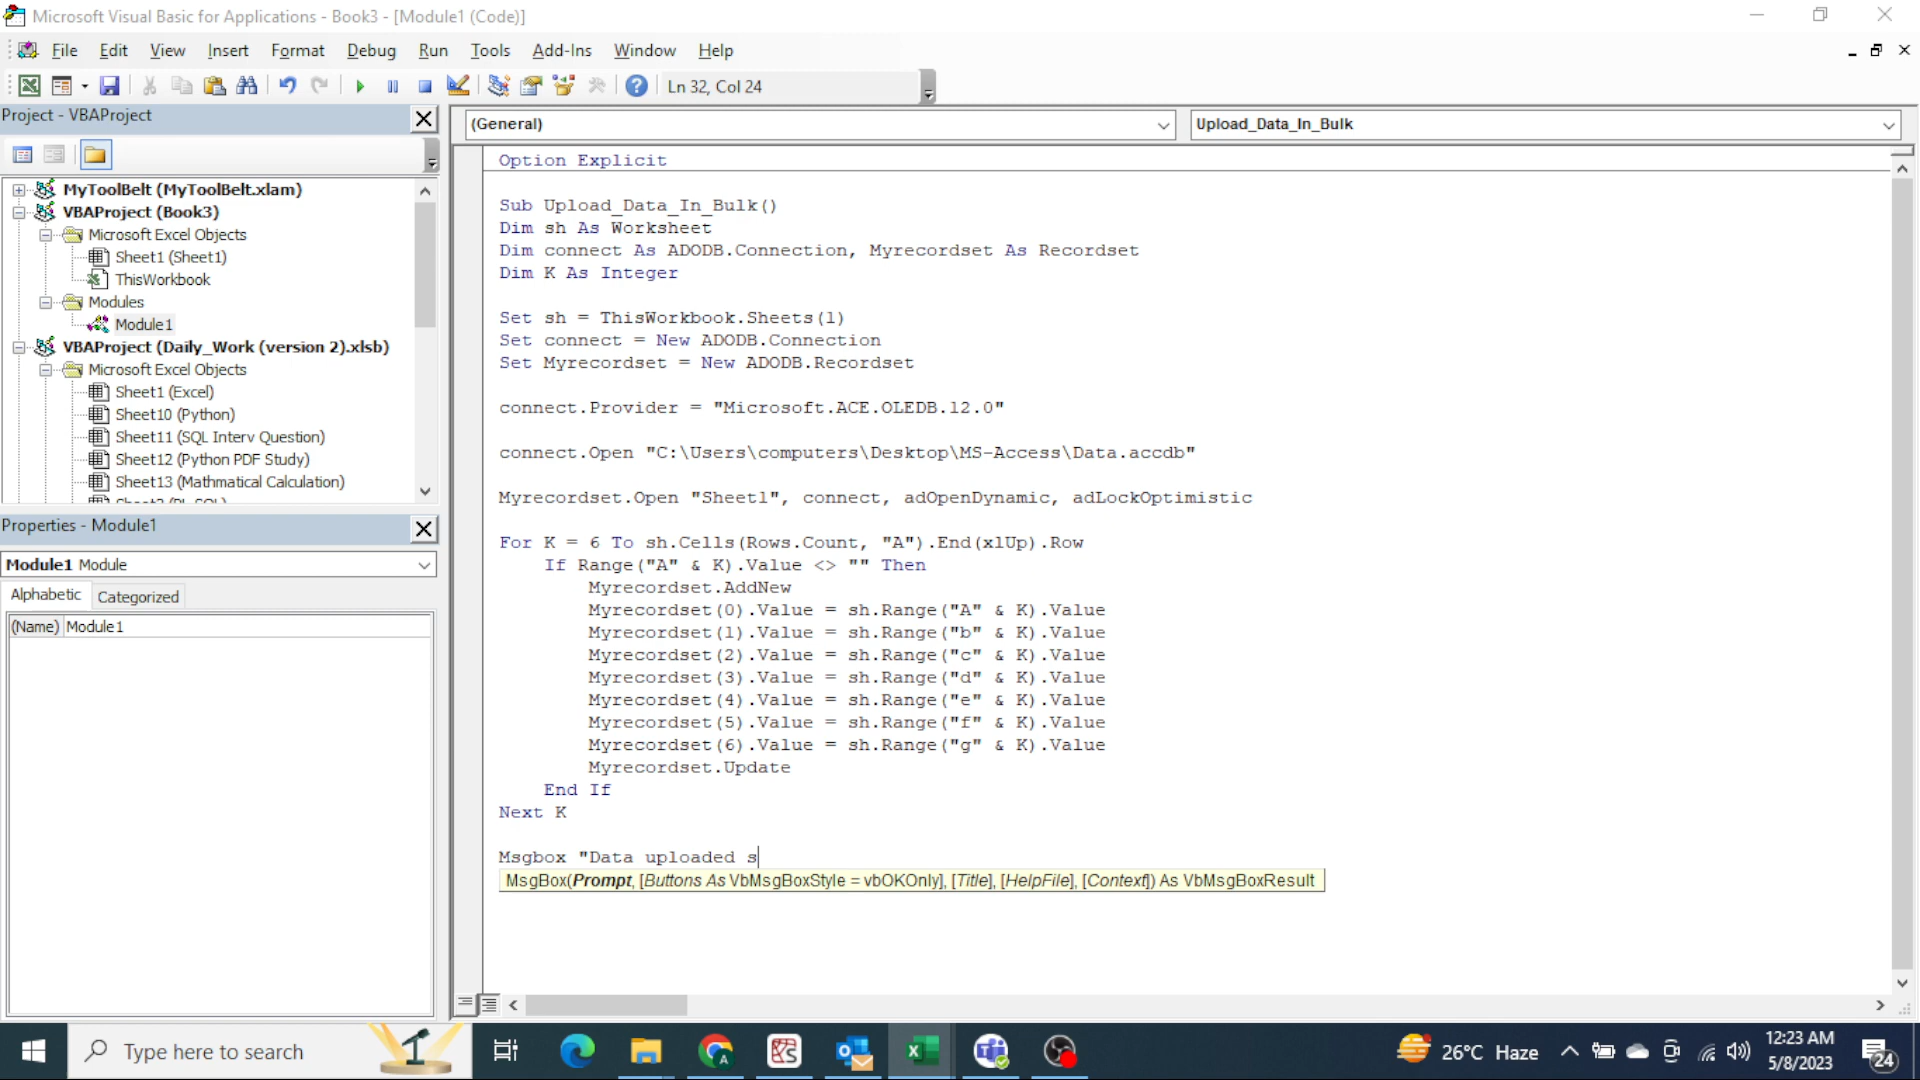 Microsoft Visual Basic for Applications - Book3 - [Module1 (Code)]
File Edit View Insert Format Debug Run Tools Add-Ins Window Help
Ln 32, Col 24
Project - VBAProject
(General)
Upload_Data_In_Bulk
MyToolBelt (MyToolBelt.xlam)
VBAProject (Book3)
Microsoft Excel Objects
Sheet1 (Sheet1)
ThisWorkbook
Modules
Module1
VBAProject (Daily_Work (version 2).xlsb)
Microsoft Excel Objects
Sheet1 (Excel)
Sheet10 (Python)
Sheet11 (SQL Interv Question)
Sheet12 (Python PDF Study)
Sheet13 (Mathmatical Calculation)
Properties - Module1
Module1 Module
Alphabetic Categorized
(Name) Module1
Option Explicit
Sub Upload_Data_In_Bulk()
Dim sh As Worksheet
Dim connect As ADODB.Connection, Myrecordset As Recordset
Dim K As Integer
Set sh = ThisWorkbook.Sheets(1)
Set connect = New ADODB.Connection
Set Myrecordset = New ADODB.Recordset
connect.Provider = "Microsoft.ACE.OLEDB.12.0"
connect.Open "C:\Users\computers\Desktop\MS-Access\Data.accdb"
Myrecordset.Open "Sheet1", connect, adOpenDynamic, adLockOptimistic
For K = 6 To sh.Cells(Rows.Count, "A").End(xlUp).Row
If Range("A" & K).Value <> "" Then
Myrecordset.AddNew
Myrecordset(0).Value = sh.Range("A" & K).Value
Myrecordset(1).Value = sh.Range("b" & K).Value
Myrecordset(2).Value = sh.Range("c" & K).Value
Myrecordset(3).Value = sh.Range("d" & K).Value
Myrecordset(4).Value = sh.Range("e" & K).Value
Myrecordset(5).Value = sh.Range("f" & K).Value
Myrecordset(6).Value = sh.Range("g" & K).Value
Myrecordset.Update
End If
Next K
Msgbox "Data uploaded s
MsgBox(Prompt, [Buttons As VbMsgBoxStyle = vbOKOnly], [Title], [HelpFile], [Context]) As VbMsgBoxResult
Type here to search
26°C Haze
12:23 AM
5/8/2023
24